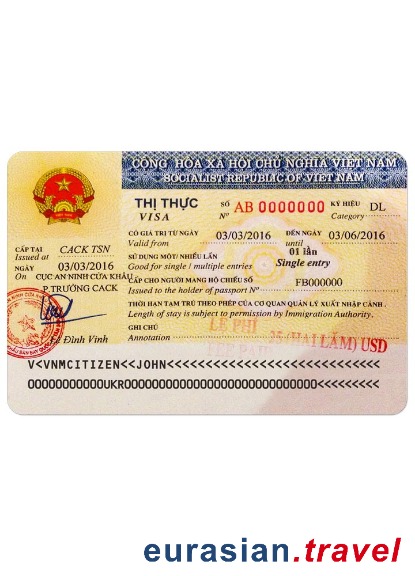 CỘNG HÒA XÃ HỘI CHỦ NGHĨA VIỆT NAM
SOCIALIST REPUBLIC OF VIETNAM
THỊ THỰC
VISA
SỐ AB 0000000 KÝ HIỆU DL
Nº Category
CÓ GIÁ TRỊ TỪ NGÀY 03/03/2016 ĐẾN NGÀY 03/06/2016
Valid from until
CẤP TẠI CACK TSN
Issued at
SỬ DỤNG MỘT/ NHIỀU LẦN 01 lần
Good for single / multiple entries Single entry
NGÀY 03/03/2016
On CỤC AN NINH CỬA KHẨU
CẤP CHO NGƯỜI MANG HỘ CHIẾU SỐ FB000000
Issued to the holder of passport Nº
P.TRƯỞNG CACK
THỜI HẠN TẠM TRÚ THEO PHÉP CỦA CƠ QUAN QUẢN LÝ XUẤT NHẬP CẢNH.
Length of stay is subject to permission by Immigration Authority.
GHI CHÚ
Annotation
LỆ PHÍ
(HAI LĂM) USD
Đình Vinh
V<VNMCITIZEN<<JOHN<<<<<<<<<<<<<<<<<<<<<<<<<<<
OOOOOOOOOOOUKROOOOOOOOOOOOOOOOOOOOOOOOOOO<<<<<<<<<
eurasian.travel